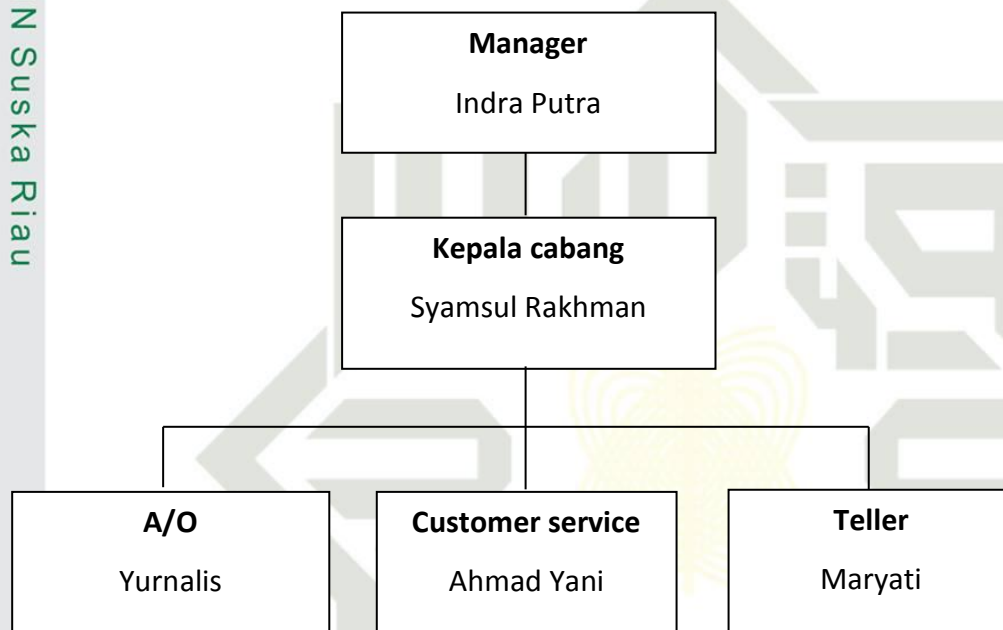 N Suska Riau
Manager
Indra Putra
Kepala cabang
Syamsul Rakhman
A/O
Yurnalis
Customer service
Ahmad Yani
Teller
Maryati